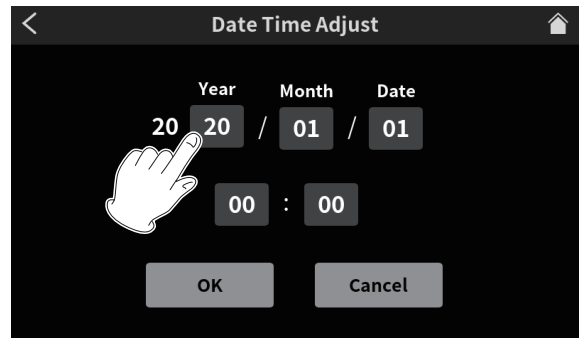 Date Time Adjust
Year Month Date
20 20 / 01 / 01
00 : 00
OK Cancel